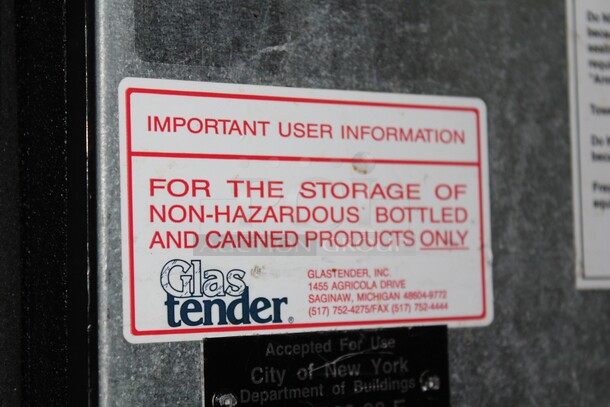 IMPORTANT USER INFORMATION
FOR THE STORAGE OF
NON-HAZARDOUS BOTTLED
AND CANNED PRODUCTS ONLY
Glas
tender®
GLASTENDER, INC.
1455 AGRICOLA DRIVE
SAGINAW, MICHIGAN 48604-9772
(517) 752-4275/FAX (517) 752-4444
Accepted For Use
City of New York
Department of Buildings